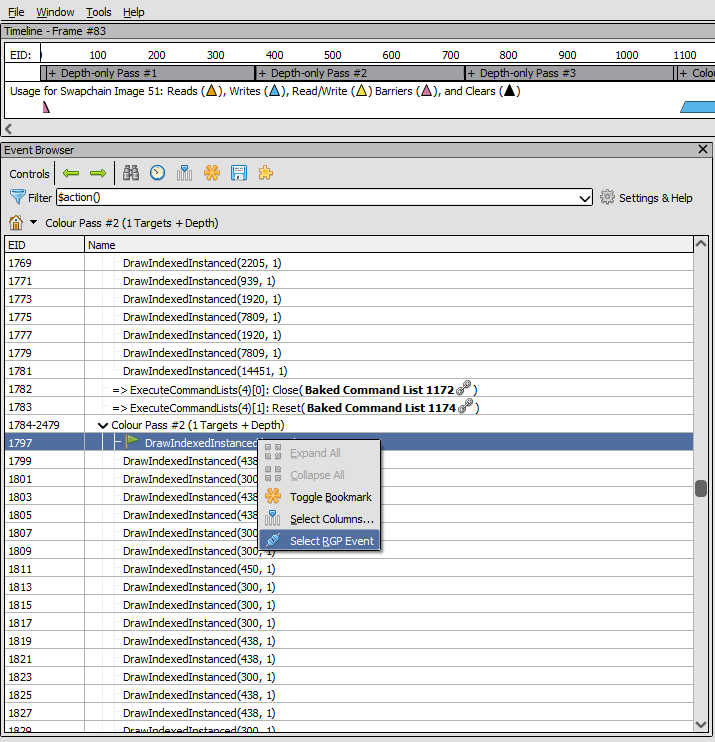 File Window Tools Help
Timeline - Frame #83
EID: 0 100 200 300 400 500 600 700 800 900 1000 1100
+ Depth-only Pass #1 + Depth-only Pass #2 + Depth-only Pass #3 + Colou
Usage for Swapchain Image 51: Reads (▲), Writes (▲), Read/Write (▲) Barriers (▲), and Clears (▲)
Event Browser
Controls
Filter $action() Settings & Help
Colour Pass #2 (1 Targets + Depth)
EID Name
1769 DrawIndexedInstanced(2205, 1)
1771 DrawIndexedInstanced(939, 1)
1773 DrawIndexedInstanced(1920, 1)
1775 DrawIndexedInstanced(7809, 1)
1777 DrawIndexedInstanced(1920, 1)
1779 DrawIndexedInstanced(7809, 1)
1781 DrawIndexedInstanced(14451, 1)
1782 => ExecuteCommandLists(4)[0]: Close( Baked Command List 1172 )
1783 => ExecuteCommandLists(4)[1]: Reset( Baked Command List 1174 )
1784-2479 Colour Pass #2 (1 Targets + Depth)
1797 DrawIndexedInstanced
Expand All
1799 DrawIndexedInstanced(438
Collapse All
1801 DrawIndexedInstanced(300
Toggle Bookmark
1803 DrawIndexedInstanced(438
Select Columns...
1805 DrawIndexedInstanced(438
Select RGP Event
1807 DrawIndexedInstanced(300
1809 DrawIndexedInstanced(300, 1)
1811 DrawIndexedInstanced(450, 1)
1813 DrawIndexedInstanced(300, 1)
1815 DrawIndexedInstanced(300, 1)
1817 DrawIndexedInstanced(300, 1)
1819 DrawIndexedInstanced(438, 1)
1821 DrawIndexedInstanced(438, 1)
1823 DrawIndexedInstanced(300, 1)
1825 DrawIndexedInstanced(438, 1)
1827 DrawIndexedInstanced(438, 1)
1829 DrawIndexedInstanced(300, 1)